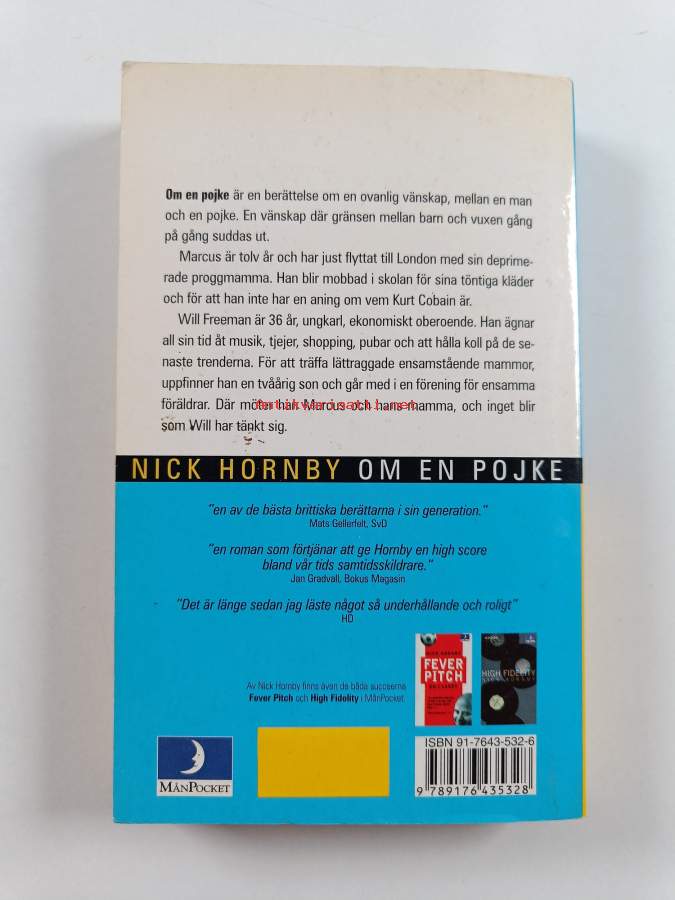 Om en pojke är en berättelse om en ovanlig vänskap, mellan en man
och en pojke. En vänskap där gränsen mellan barn och vuxen gång
på gång suddas ut.
Marcus är tolv år och har just flyttat till London med sin deprime-
rade proggmamma. Han blir mobbad i skolan för sina töntiga kläder
och för att han inte har en aning om vem Kurt Cobain är.
Will Freeman är 36 år, ungkarl, ekonomiskt oberoende. Han ägnar
all sin tid åt musik, tjejer, shopping, pubar och att hålla koll på de se-
naste trenderna. För att träffa lättraggade ensamstående mammor,
uppfinner han en tvåårig son och går med i en förening för ensamma
föräldrar. Där möter han Marcus och hans mamma, och inget blir
som Will har tänkt sig.
NICK HORNBY OM EN POJKE
"en av de bästa brittiska berättarna i sin generation."
Mats Gellerfelt, SvD
"en roman som förtjänar att ge Hornby en high score
bland vår tids samtidsskildrare."
Jan Gradvall, Bokus Magasin
"Det är länge sedan jag läste något så underhållande och roligt"
HD
NICK HORNBY
FEVER
PITCH
HIGH FIDELITY
NICK HORNBY
Av Nick Hornby finns även de båda succéerna
Fever Pitch och High Fidelity i MånPocket.
MÅNPOCKET
ISBN 91-7643-532-6
9 789176 435328